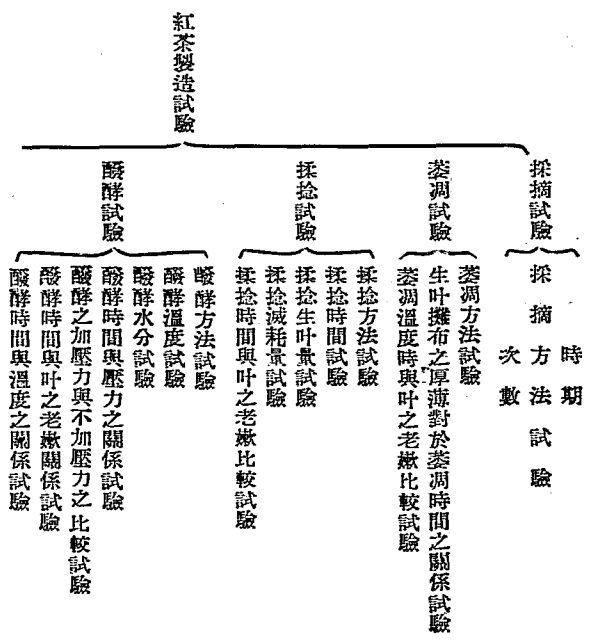 紅茶製造試驗
採摘試驗
時期
採摘方法試驗
次數
萎凋試驗
萎凋方法試驗
生叶攤布之厚薄對於萎凋時間之關係試驗
萎凋溫度時與叶之老嫩比較試驗
揉捻試驗
揉捻方法試驗
揉捻時間試驗
揉捻生叶量試驗
揉捻減耗量試驗
揉捻時間與叶之老嫩比較試驗
醱酵試驗
醱酵方法試驗
醱酵溫度試驗
醱酵水分試驗
醱酵時間與壓力之關係試驗
醱酵之加壓力與不加壓力之比較試驗
醱酵時間與叶之老嫩關係試驗
醱酵時間與溫度之關係試驗